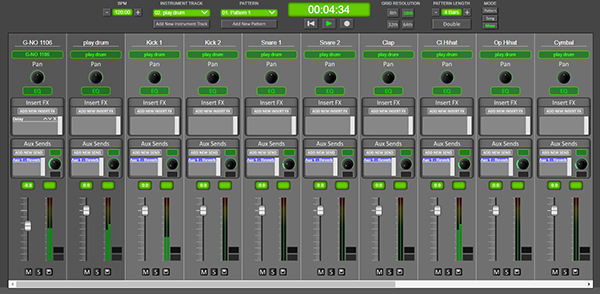 BPM
- 120.00 +
INSTRUMENT TRACK
02. play drum
Add New Instrument Track
PATTERN
01. Pattern 1
Add New Pattern
00:04:34
GRID RESOLUTION
8th 16th
32th 64th
PATTERN LENGTH
- 4 Bars +
Double
MODE
Pattern
Song
Mixer
G-NO 1106 play drum Kick 1 Kick 2 Snare 1 Snare 2 Clap Cl Hihat Op Hihat Cymbal
G-NO 1106 play drum play drum play drum play drum play drum play drum play drum play drum play drum
Pan Pan Pan Pan Pan Pan Pan Pan Pan Pan
EQ EQ EQ EQ EQ EQ EQ EQ EQ EQ
Insert FX Insert FX Insert FX Insert FX Insert FX Insert FX Insert FX Insert FX Insert FX Insert FX
ADD NEW INSERT FX ADD NEW INSERT FX ADD NEW INSERT FX ADD NEW INSERT FX ADD NEW INSERT FX ADD NEW INSERT FX ADD NEW INSERT FX ADD NEW INSERT FX ADD NEW INSERT FX ADD NEW INSERT FX
Delay
Aux Sends Aux Sends Aux Sends Aux Sends Aux Sends Aux Sends Aux Sends Aux Sends Aux Sends Aux Sends
ADD NEW SEND ADD NEW SEND ADD NEW SEND ADD NEW SEND ADD NEW SEND ADD NEW SEND ADD NEW SEND ADD NEW SEND ADD NEW SEND ADD NEW SEND
Aux 1 - Reverb Aux 1 - Reverb Aux 1 - Reverb Aux 1 - Reverb Aux 1 - Reverb Aux 1 - Reverb Aux 1 - Reverb Aux 1 - Reverb Aux 1 - Reverb Aux 1 - Reverb
M S M S M S M S M S M S M S M S M S M S